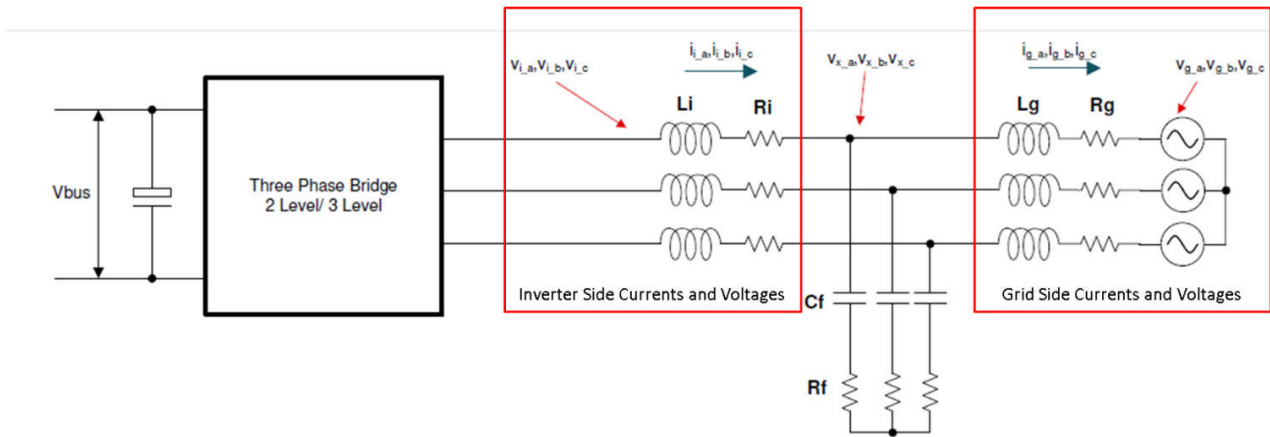 i_i_a,i_i_b,i_i_c
i_g_a,i_g_b,i_g_c
v_i_a,v_i_b,v_i_c
v_x_a,v_x_b,v_x_c
v_g_a,v_g_b,v_g_c
Li
Ri
Lg
Rg
Vbus
Three Phase Bridge
2 Level/ 3 Level
Inverter Side Currents and Voltages
Cf
Grid Side Currents and Voltages
Rf